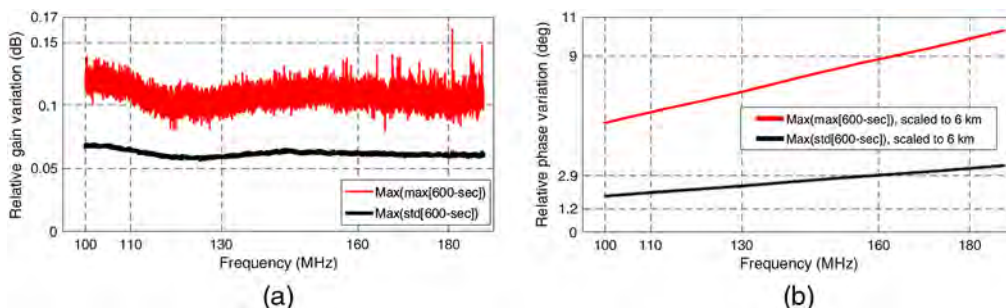 Relative gain variation (dB)
0.17
0.15
0.1
0.05
0
Max(max[600-sec])
Max(std[600-sec])
100 110 130 160 180
Frequency (MHz)
(a)
Relative phase variation (deg)
11
9
2.9
1.2
0
Max(max[600-sec]), scaled to 6 km
Max(std[600-sec]), scaled to 6 km
100 110 130 160 180
Frequency (MHz)
(b)